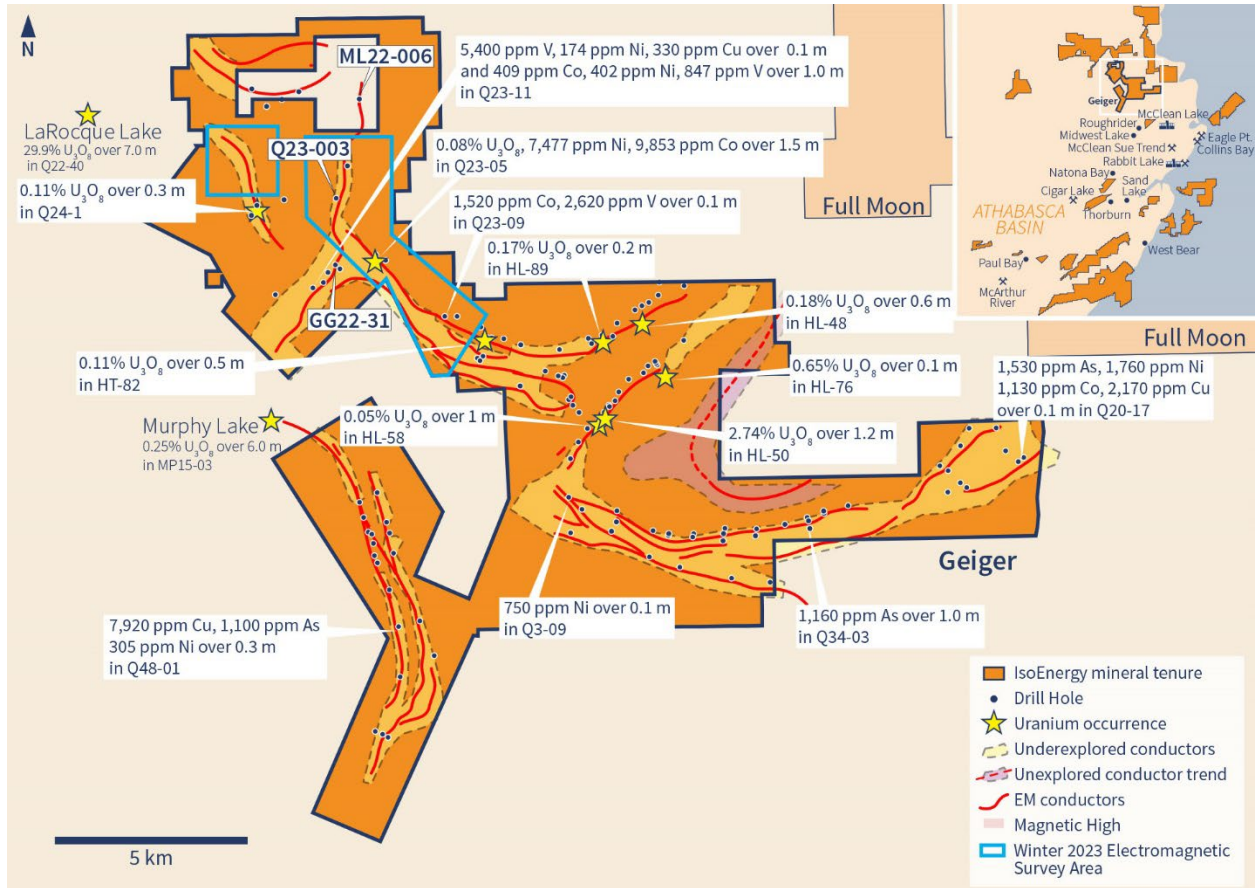 N
ML22-006
5,400 ppm V, 174 ppm Ni, 330 ppm Cu over 0.1 m
and 409 ppm Co, 402 ppm Ni, 847 ppm V over 1.0 m
in Q23-11
LaRocque Lake
29.9% U₃O₈ over 7.0 m
in Q22-40
Q23-003
0.08% U₃O₈, 7,477 ppm Ni, 9,853 ppm Co over 1.5 m
in Q23-05
0.11% U₃O₈ over 0.3 m
in Q24-1
1,520 ppm Co, 2,620 ppm V over 0.1 m
in Q23-09
Full Moon
0.17% U₃O₈ over 0.2 m
in HL-89
GG22-31
0.18% U₃O₈ over 0.6 m
in HL-48
Full Moon
0.11% U₃O₈ over 0.5 m
in HT-82
0.65% U₃O₈ over 0.1 m
in HL-76
1,530 ppm As, 1,760 ppm Ni
1,130 ppm Co, 2,170 ppm Cu
over 0.1 m in Q20-17
Murphy Lake
0.25% U₃O₈ over 6.0 m
in MP15-03
0.05% U₃O₈ over 1 m
in HL-58
2.74% U₃O₈ over 1.2 m
in HL-50
Geiger
750 ppm Ni over 0.1 m
in Q3-09
1,160 ppm As over 1.0 m
in Q34-03
7,920 ppm Cu, 1,100 ppm As
305 ppm Ni over 0.3 m
in Q48-01
5 km
Geiger
McClean Lake
Roughrider
Midwest Lake
Eagle Pt.
Collins Bay
McClean Sue Trend
Rabbit Lake
Natona Bay
Sand
Lake
Cigar Lake
Thorburn
ATHABASCA
BASIN
West Bear
Paul Bay
McArthur
River
IsoEnergy mineral tenure
Drill Hole
Uranium occurrence
Underexplored conductors
Unexplored conductor trend
EM conductors
Magnetic High
Winter 2023 Electromagnetic
Survey Area